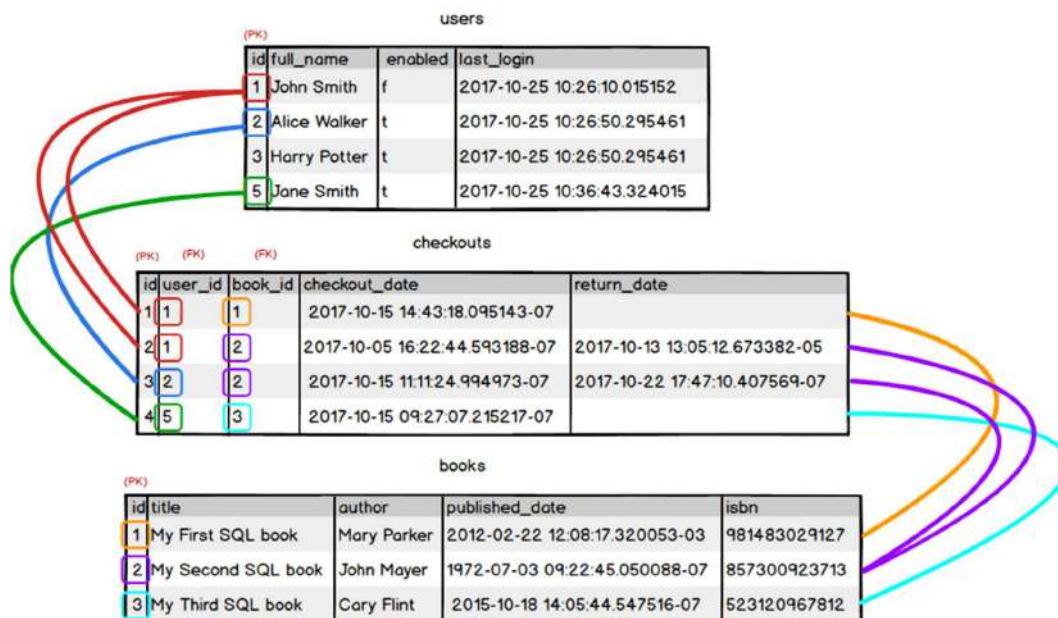 users
(PK)
id full_name enabled last_login
1 John Smith f 2017-10-25 10:26:10.015152
2 Alice Walker t 2017-10-25 10:26:50.295461
3 Harry Potter t 2017-10-25 10:26:50.295461
5 Jane Smith t 2017-10-25 10:36:43.324015
checkouts
(PK) (FK) (FK)
id user_id book_id checkout_date return_date
1 1 1 2017-10-15 14:43:18.095143-07
2 1 2 2017-10-05 16:22:44.593188-07 2017-10-13 13:05:12.673382-05
3 2 2 2017-10-15 11:11:24.994973-07 2017-10-22 17:47:10.407569-07
4 5 3 2017-10-15 09:27:07.215217-07
books
(PK)
id title author published_date isbn
1 My First SQL book Mary Parker 2012-02-22 12:08:17.320053-03 981483029127
2 My Second SQL book John Mayer 1972-07-03 09:22:45.050088-07 857300923713
3 My Third SQL book Cary Flint 2015-10-18 14:05:44.547516-07 523120967812